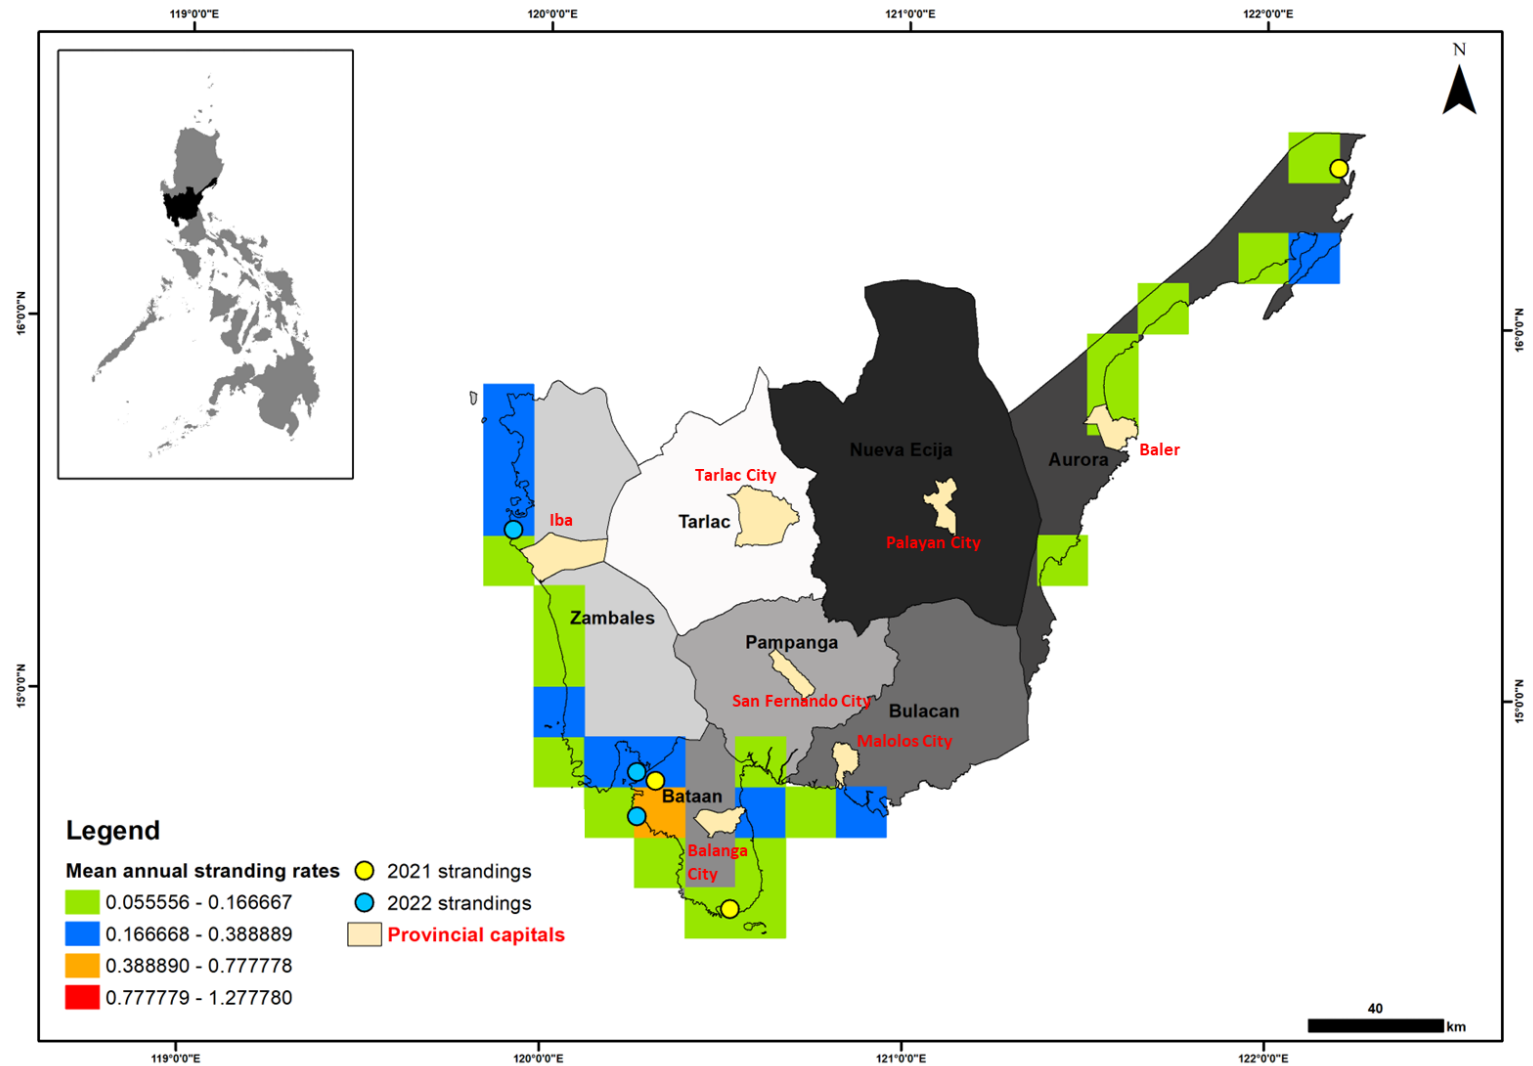 119°0'0"E
120°0'0"E
121°0'0"E
122°0'0"E
N
16°0'0"N
16°0'0"N
Nueva Ecija
Aurora
Baler
Tarlac City
Tarlac
Iba
Palayan City
Zambales
Pampanga
San Fernando City
15°0'0"N
15°0'0"N
Bulacan
Malolos City
Bataan
Balanga
City
Legend
Mean annual stranding rates
0.055556 - 0.166667
0.166668 - 0.388889
0.388890 - 0.777778
0.777779 - 1.277780
2021 strandings
2022 strandings
Provincial capitals
40
km
119°0'0"E
120°0'0"E
121°0'0"E
122°0'0"E